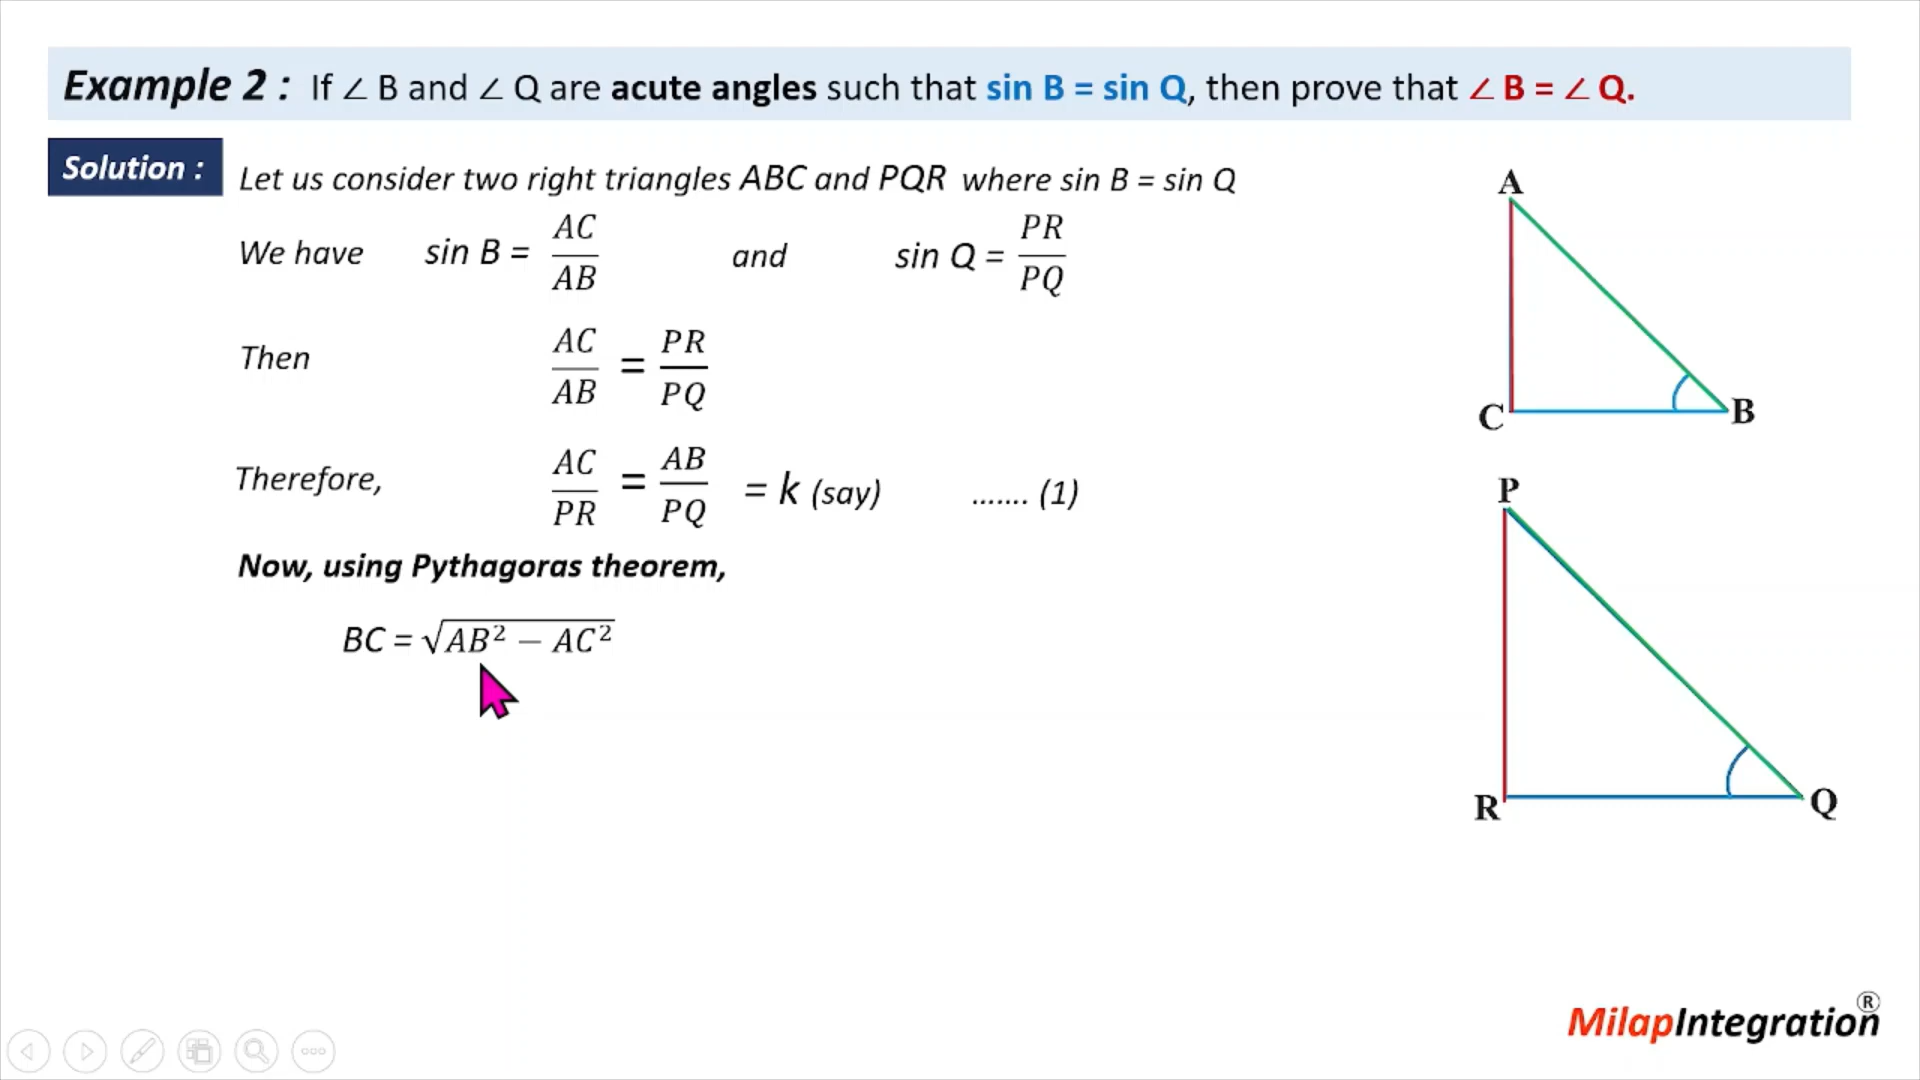 Example 2 : If ∠ B and ∠ Q are acute angles such that sin B = sin Q, then prove that ∠ B = ∠ Q.
Solution :
Let us consider two right triangles ABC and PQR where sin B = sin Q
We have sin B = AC/AB and sin Q = PR/PQ
Then AC/AB = PR/PQ
Therefore, AC/PR = AB/PQ = k (say) ....... (1)
Now, using Pythagoras theorem,
BC = √AB² − AC²
A
C
B
P
R
Q
MilapIntegration®